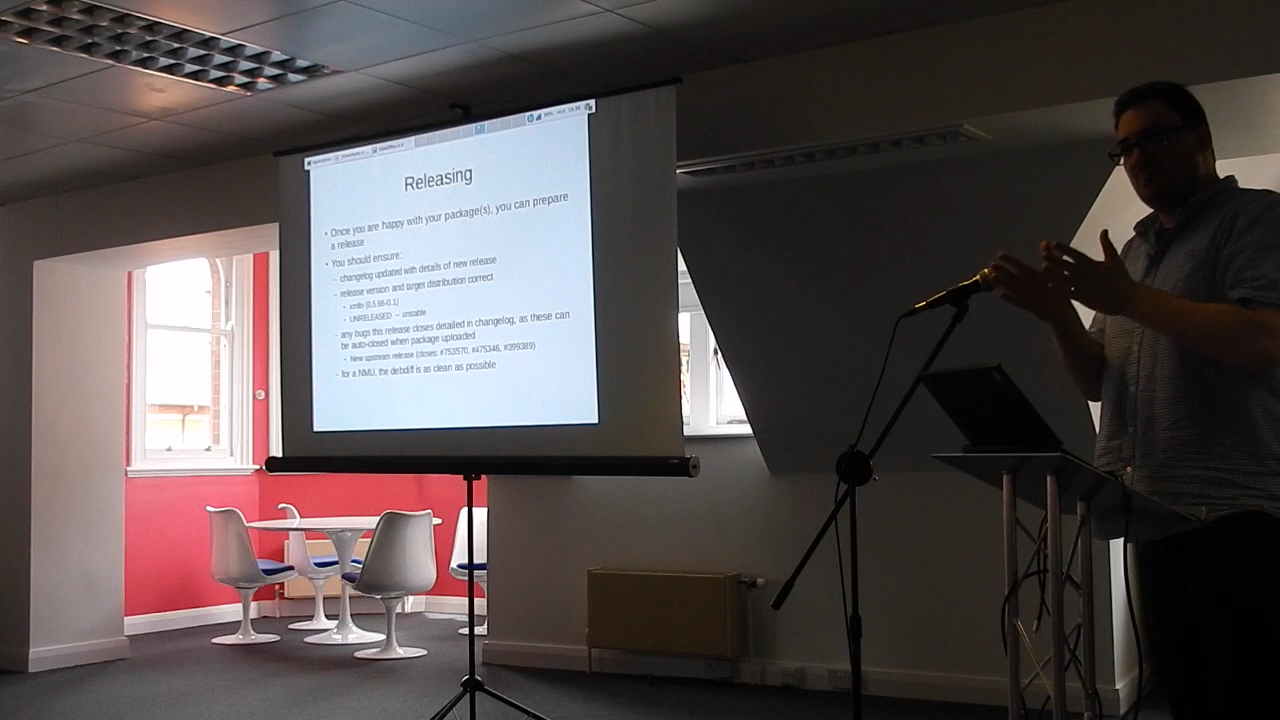 Releasing
• Once you are happy with your package(s), you can prepare
a release
• You should ensure:
– changelog updated with details of new release
– release version and target distribution correct
• xmltv (0.5.66-0.1)
• UNRELEASED → unstable
– any bugs this release closes detailed in changelog, as these can
be auto-closed when package uploaded
• New upstream release (closes: #753570, #475346, #399389)
– for a NMU, the debdiff is as clean as possible